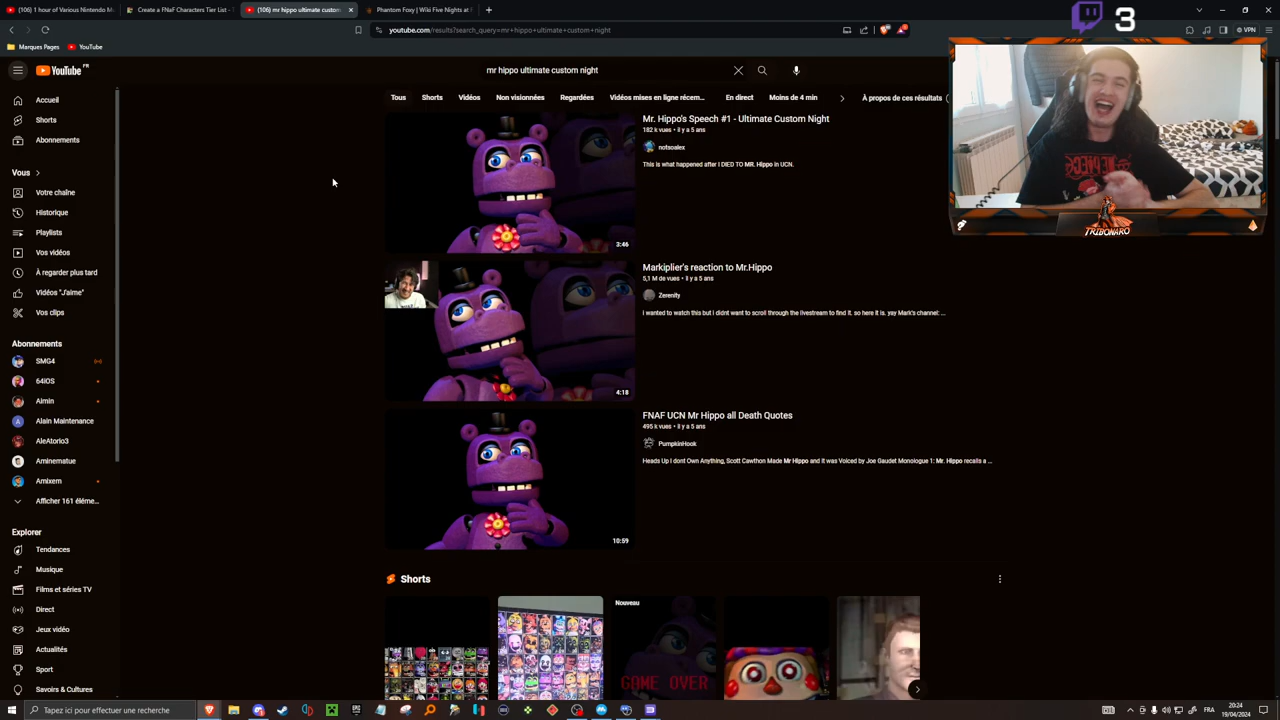 (106) 1 hour of Various Nintendo M
Create a FNaF Characters Tier List -
(106) mr hippo ultimate custom
Phantom Foxy | Wiki Five Nights at F
youtube.com/results?search_query=mr+hippo+ultimate+custom+night
VPN
3
Marques Pages
YouTube
YouTube FR
mr hippo ultimate custom night
Tous
Shorts
Vidéos
Non visionnées
Regardées
Vidéos mises en ligne récem...
En direct
Moins de 4 min
À propos de ces résultats
Accueil
Shorts
Abonnements
Vous
Votre chaîne
Historique
Playlists
Vos vidéos
À regarder plus tard
Vidéos "J'aime"
Vos clips
Abonnements
SMG4
64iOS
Aimin
Alain Maintenance
AleAtorio3
Aminematue
Amixem
Afficher 161 éléme...
Explorer
Tendances
Musique
Films et séries TV
Direct
Jeux vidéo
Actualités
Sport
Savoirs & Cultures
3:46
Mr. Hippo's Speech #1 - Ultimate Custom Night
182 k vues • il y a 5 ans
notsoalex
This is what happened after I DIED TO MR. Hippo in UCN.
4:18
Markiplier's reaction to Mr.Hippo
5,1 M de vues • il y a 5 ans
Zerenity
i wanted to watch this but i didnt want to scroll through the livestream to find it. so here it is. yay Mark's channel: ...
10:59
FNAF UCN Mr Hippo all Death Quotes
495 k vues • il y a 5 ans
PumpkinHook
Heads Up I dont Own Anything, Scott Cawthon Made Mr Hippo and It was Voiced by Joe Gaudet Monologue 1: Mr. Hippo recalls a ...
Shorts
Nouveau
GAME OVER
ONE PIECE
TRIBONARO
Tapez ici pour effectuer une recherche
FRA
20:24
19/04/2024